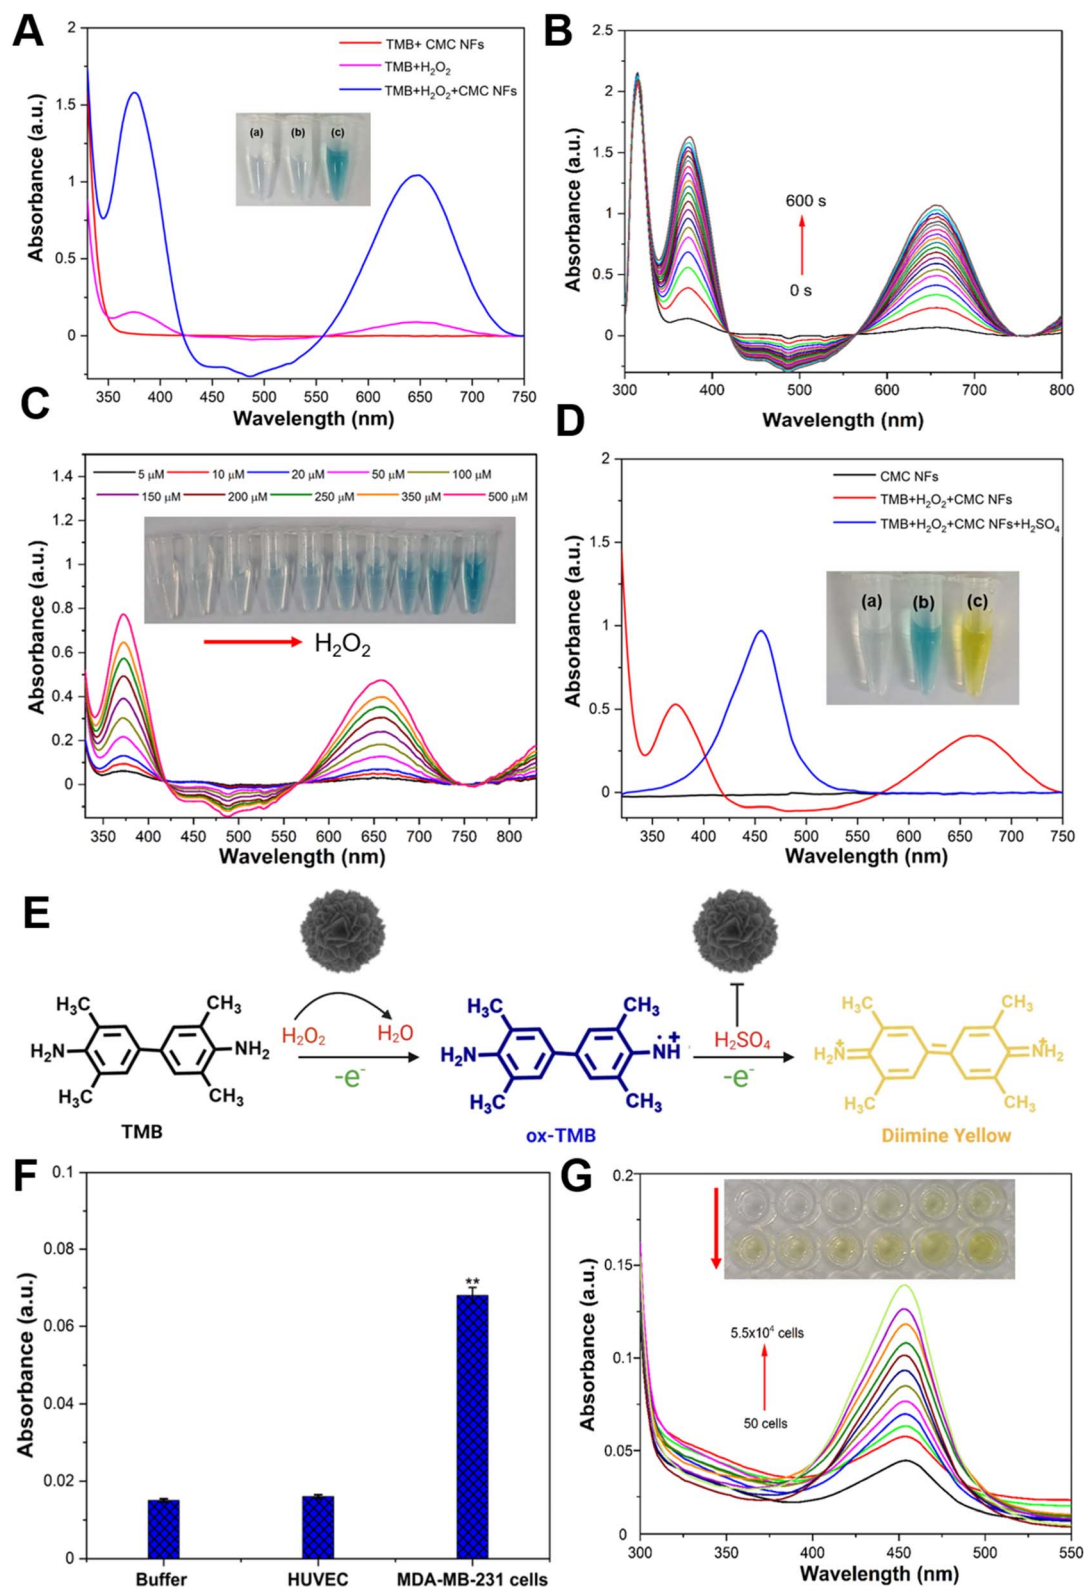 A
Absorbance (a.u.)
2
1.5
1
0.5
0
350 400 450 500 550 600 650 700 750
Wavelength (nm)
TMB+ CMC NFs
TMB+H₂O₂
TMB+H₂O₂+CMC NFs
(a) (b) (c)
B
Absorbance (a.u.)
2.5
2
1.5
1
0.5
0
300 400 500 600 700 800
Wavelength (nm)
600 s
0 s
C
Absorbance (a.u.)
1.4
1.2
1
0.8
0.6
0.4
0.2
0
350 400 450 500 550 600 650 700 750 800
Wavelength (nm)
5 μM 10 μM 20 μM 50 μM 100 μM
150 μM 200 μM 250 μM 350 μM 500 μM
H₂O₂
D
Absorbance (a.u.)
2
1.5
1
0.5
0
350 400 450 500 550 600 650 700 750
Wavelength (nm)
CMC NFs
TMB+H₂O₂+CMC NFs
TMB+H₂O₂+CMC NFs+H₂SO₄
(a) (b) (c)
E
H₃C CH₃
H₂N NH₂
H₃C CH₃
TMB
H₂O₂ H₂O
-e⁻
H₃C CH₃
H₂N NH
·+
H₃C CH₃
ox-TMB
H₂SO₄
-e⁻
H₃C CH₃
H₂N⁺ NH₂⁺
H₃C CH₃
Diimine Yellow
F
Absorbance (a.u.)
0.1
0.08
0.06
0.04
0.02
0
**
Buffer HUVEC MDA-MB-231 cells
G
Absorbance (a.u.)
0.2
0.15
0.1
0.05
0
300 350 400 450 500 550
Wavelength (nm)
5.5x10⁴ cells
50 cells